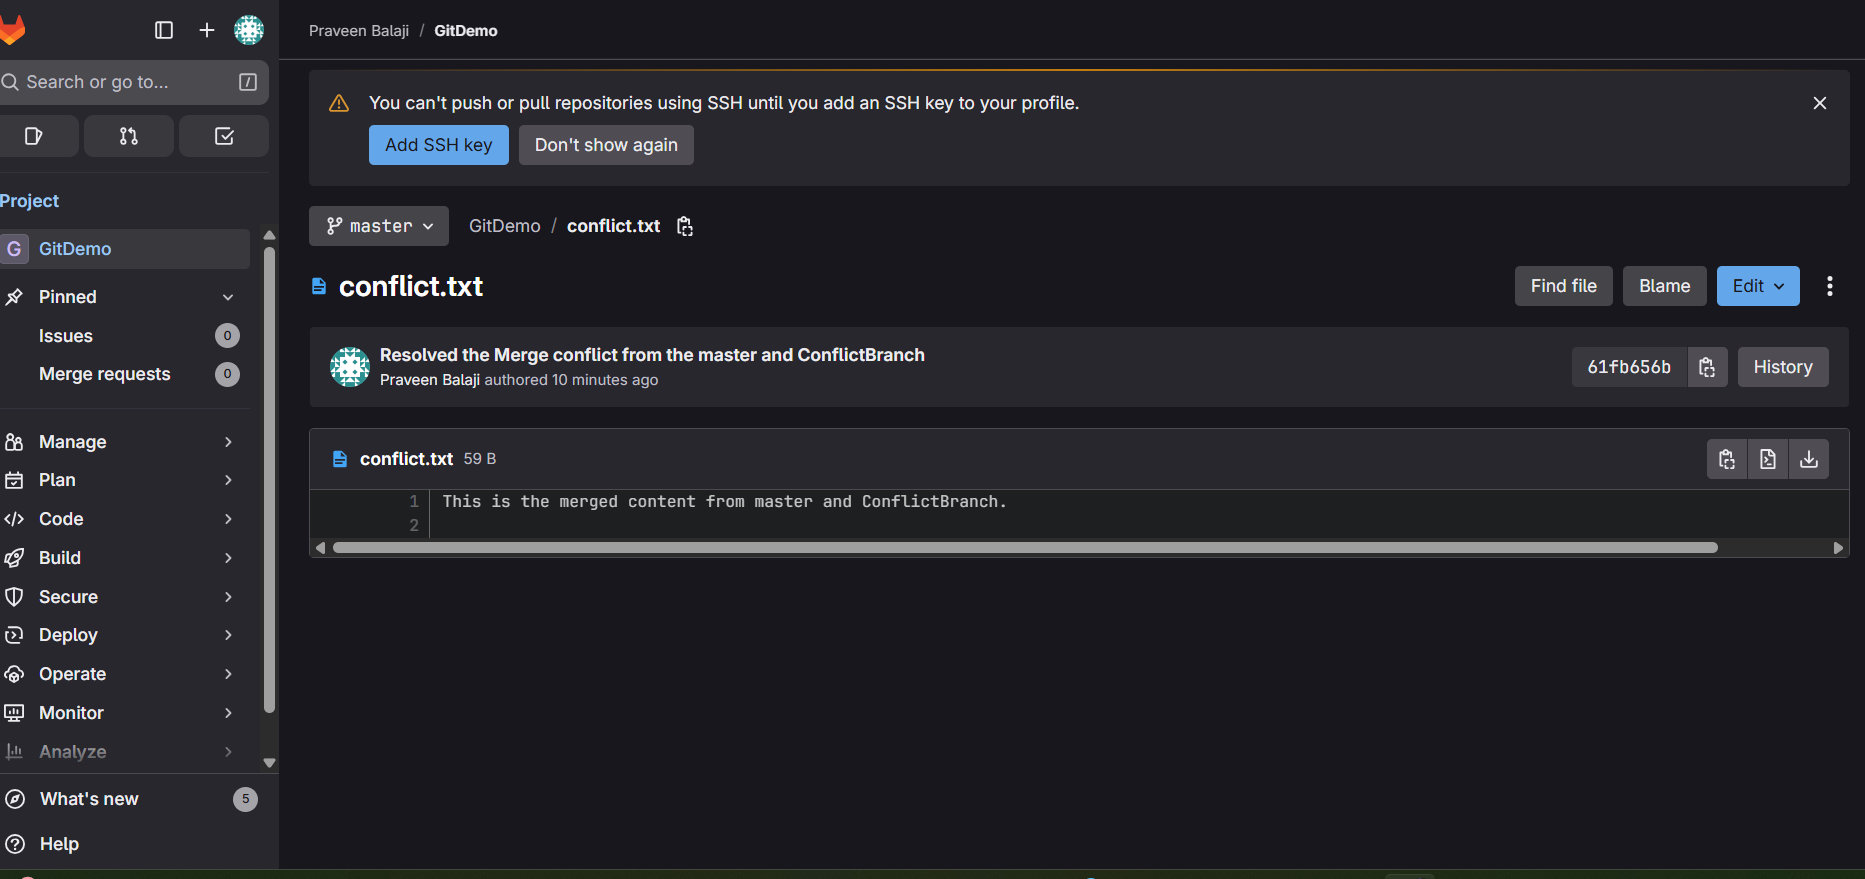 Praveen Balaji / GitDemo
Search or go to... /
You can't push or pull repositories using SSH until you add an SSH key to your profile.
Add SSH key Don't show again
Project
master GitDemo / conflict.txt
G GitDemo
conflict.txt Find file Blame Edit
Pinned
Issues 0
Merge requests 0
Resolved the Merge conflict from the master and ConflictBranch
Praveen Balaji authored 10 minutes ago
61fb656b History
Manage
Plan
Code
Build
Secure
Deploy
Operate
Monitor
Analyze
What's new 5
Help
conflict.txt 59 B
1 This is the merged content from master and ConflictBranch.
2